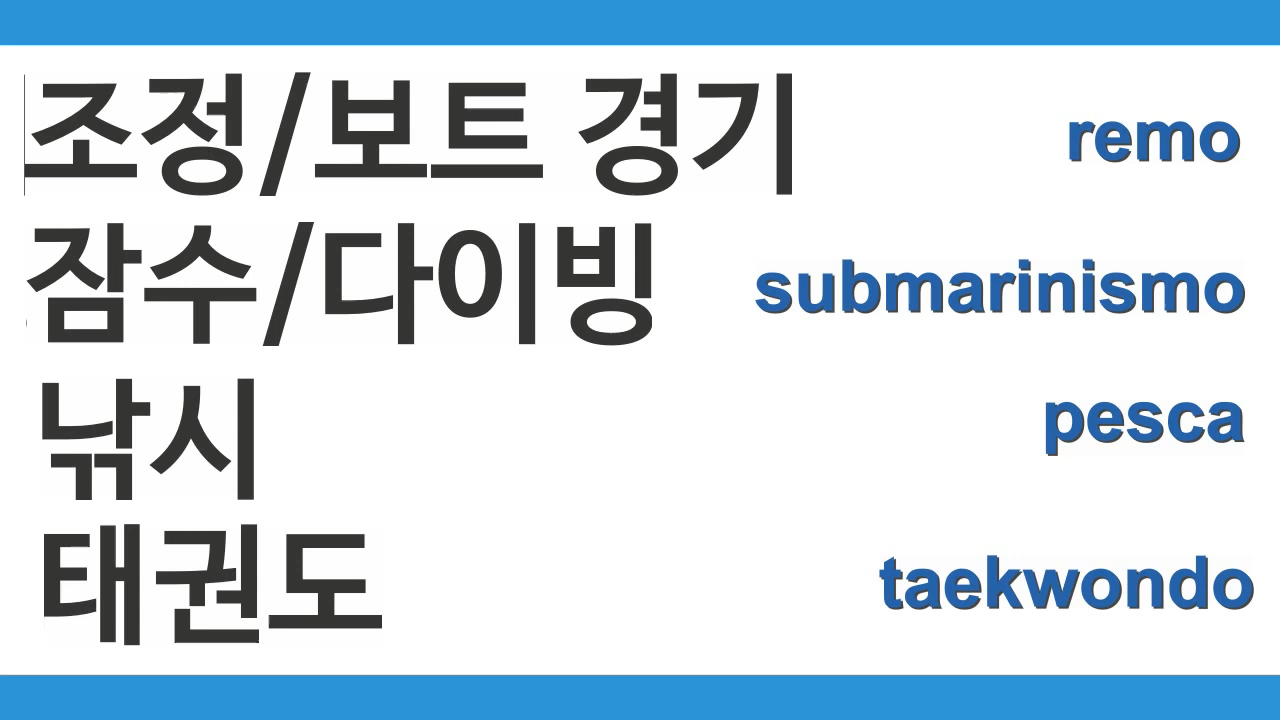 조정/보트 경기 remo
잠수/다이빙 submarinismo
낚시 pesca
태권도 taekwondo